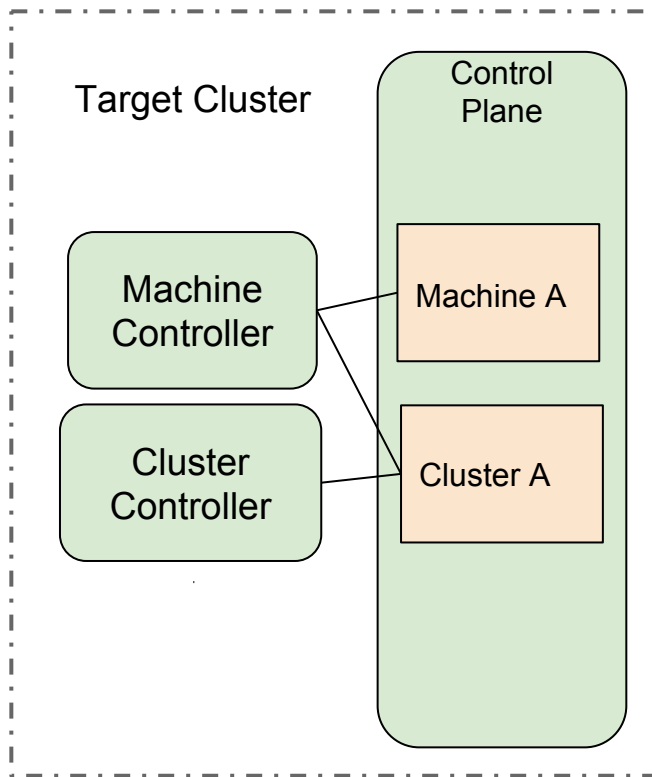 Target Cluster
Control
Plane
Machine
Controller
Machine A
Cluster
Controller
Cluster A